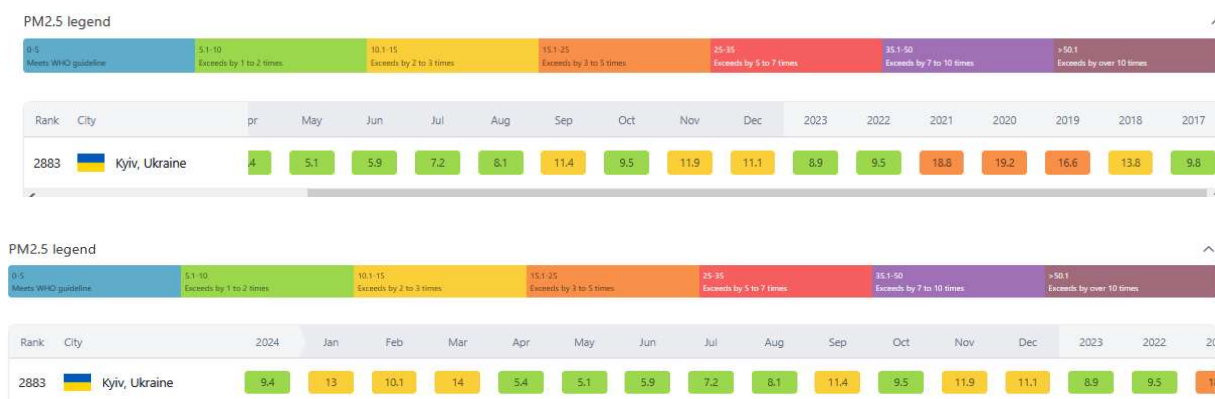 PM2.5 legend
0-5 5.1-10 10.1-15 15.1-25 25-35 35.1-50 >50.1
Meets WHO guideline Exceeds by 1 to 2 times Exceeds by 2 to 3 times Exceeds by 3 to 5 times Exceeds by 5 to 7 times Exceeds by 7 to 10 times Exceeds by over 10 times
Rank City pr May Jun Jul Aug Sep Oct Nov Dec 2023 2022 2021 2020 2019 2018 2017
2883 Kyiv, Ukraine .4 5.1 5.9 7.2 8.1 11.4 9.5 11.9 11.1 8.9 9.5 18.8 19.2 16.6 13.8 9.8
PM2.5 legend
0-5 5.1-10 10.1-15 15.1-25 25-35 35.1-50 >50.1
Meets WHO guideline Exceeds by 1 to 2 times Exceeds by 2 to 3 times Exceeds by 3 to 5 times Exceeds by 5 to 7 times Exceeds by 7 to 10 times Exceeds by over 10 times
Rank City 2024 Jan Feb Mar Apr May Jun Jul Aug Sep Oct Nov Dec 2023 2022 20
2883 Kyiv, Ukraine 9.4 13 10.1 14 5.4 5.1 5.9 7.2 8.1 11.4 9.5 11.9 11.1 8.9 9.5 1